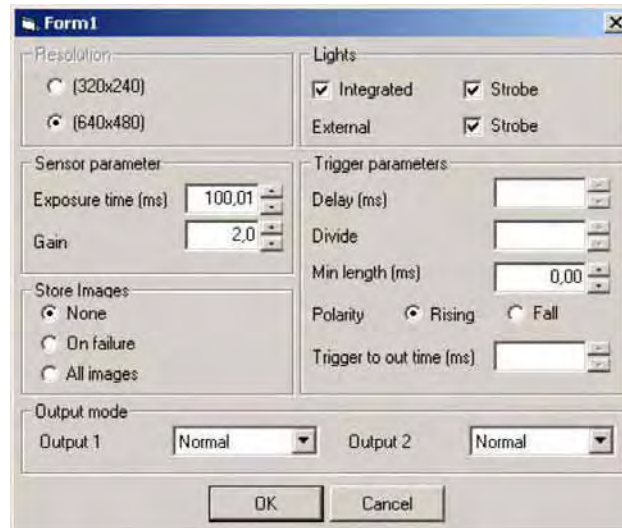 Form1
Resolution
(320x240)
(640x480)
Lights
Integrated Strobe
External Strobe
Sensor parameter
Exposure time (ms) 100,01
Gain 2,0
Trigger parameters
Delay (ms)
Divide
Min length (ms) 0,00
Polarity Rising Fall
Trigger to out time (ms)
Store Images
None
On failure
All images
Output mode
Output 1 Normal Output 2 Normal
OK Cancel